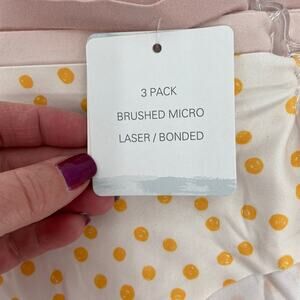 3 PACK
BRUSHED MICRO
LASER / BONDED